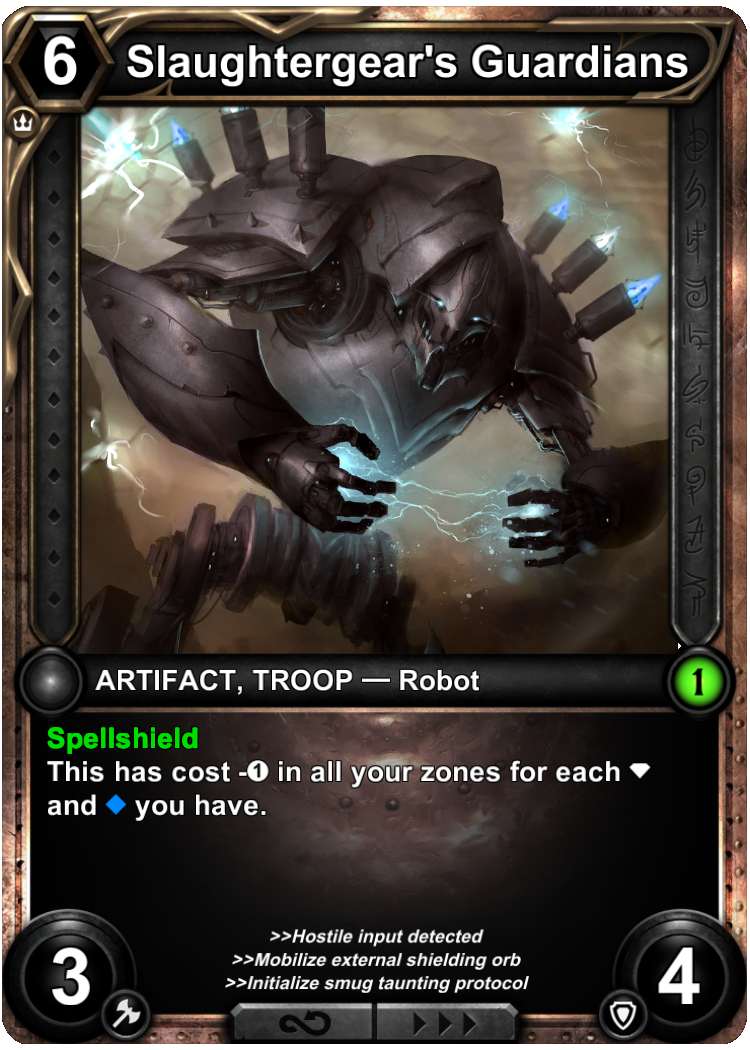 6
Slaughtergear's Guardians
ARTIFACT, TROOP — Robot
1
Spellshield
This has cost -1 in all your zones for each
and you have.
>>Hostile input detected
>>Mobilize external shielding orb
>>Initialize smug taunting protocol
3
4